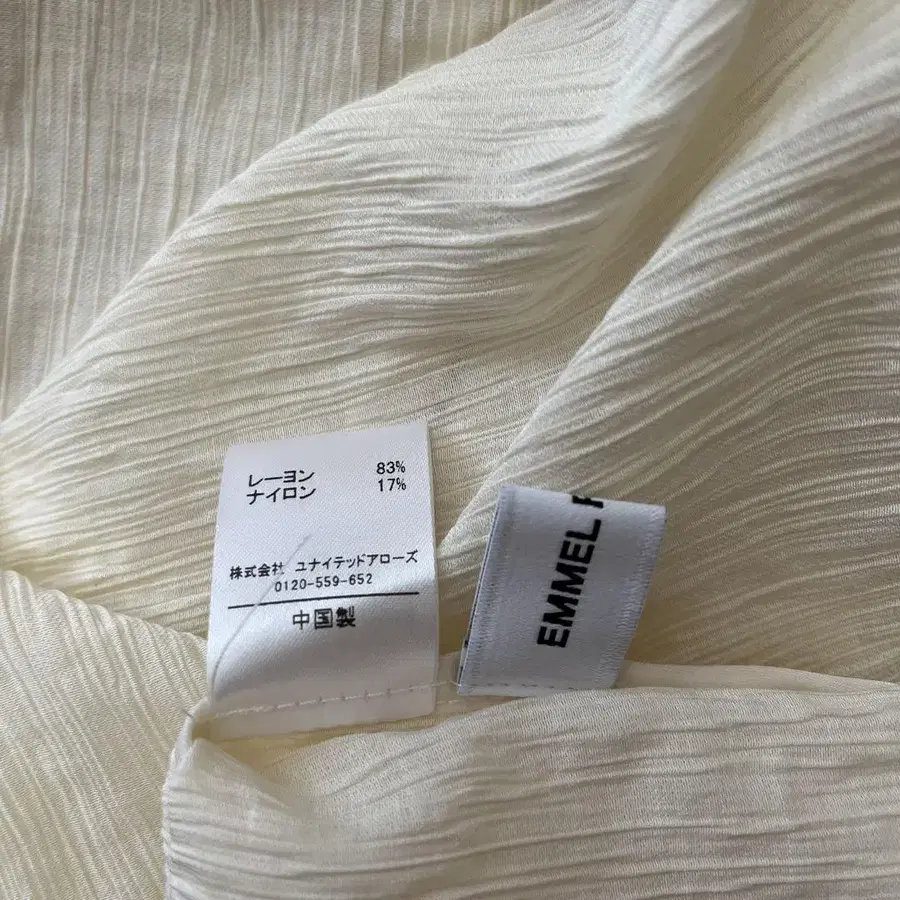 レーヨン 83%
ナイロン 17%
株式会社 ユナイテッドアローズ
0120-559-652
中国製
EMMEL